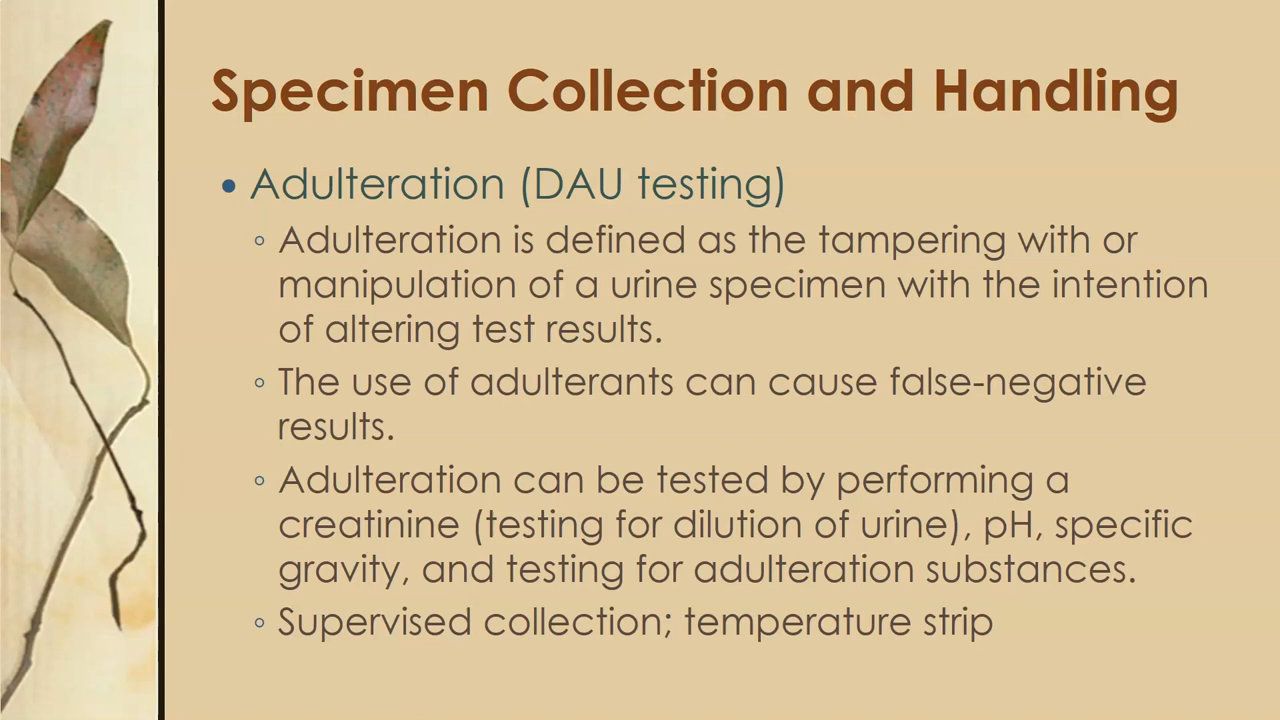 Specimen Collection and Handling
• Adulteration (DAU testing)
◦ Adulteration is defined as the tampering with or
manipulation of a urine specimen with the intention
of altering test results.
◦ The use of adulterants can cause false-negative
results.
◦ Adulteration can be tested by performing a
creatinine (testing for dilution of urine), pH, specific
gravity, and testing for adulteration substances.
◦ Supervised collection; temperature strip